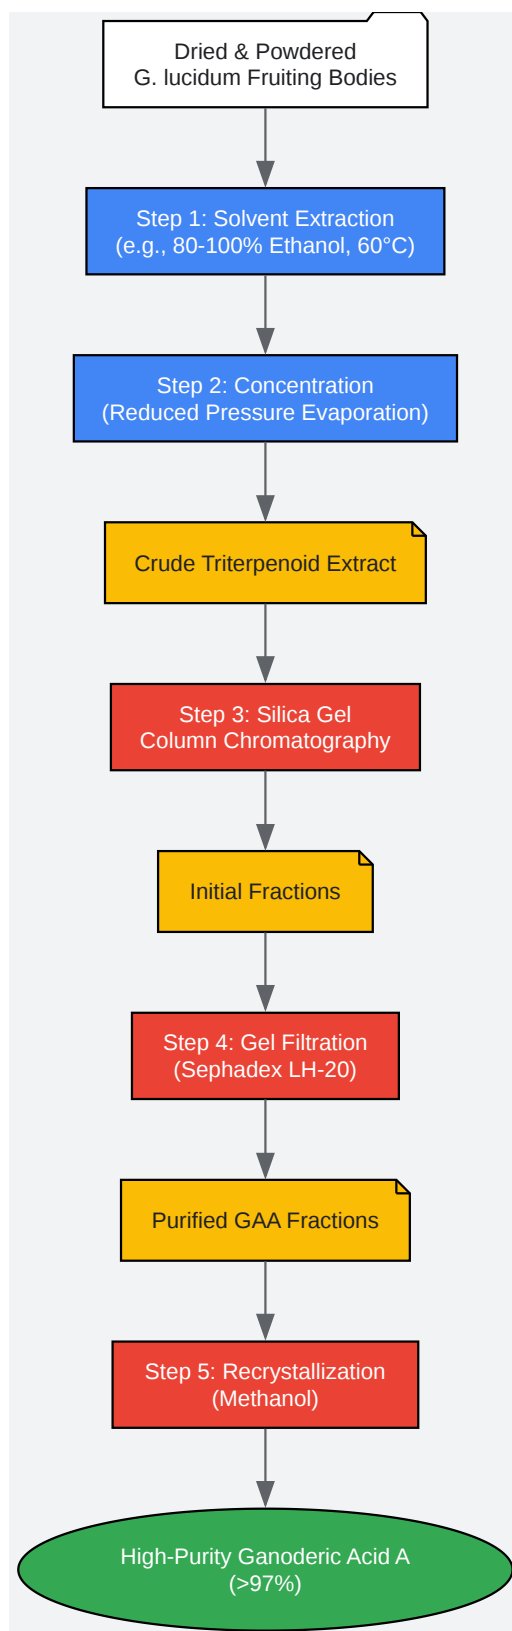 Dried & Powdered
G. lucidum Fruiting Bodies
Step 1: Solvent Extraction
(e.g., 80-100% Ethanol, 60°C)
Step 2: Concentration
(Reduced Pressure Evaporation)
Crude Triterpenoid Extract
Step 3: Silica Gel
Column Chromatography
Initial Fractions
Step 4: Gel Filtration
(Sephadex LH-20)
Purified GAA Fractions
Step 5: Recrystallization
(Methanol)
High-Purity Ganoderic Acid A
(>97%)